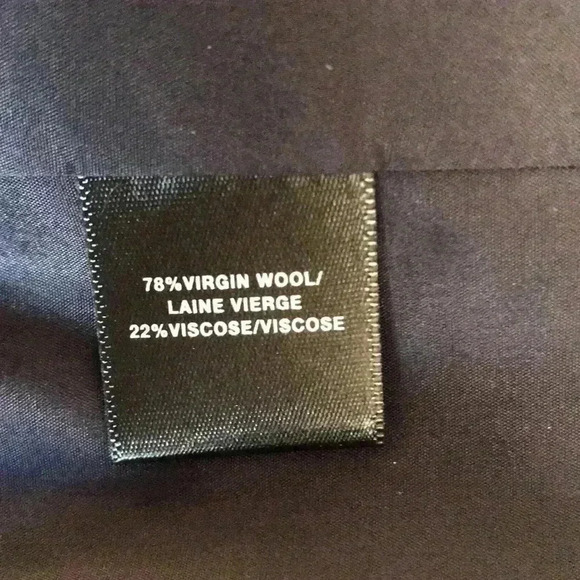 78%VIRGIN WOOL/
LAINE VIERGE
22%VISCOSE/VISCOSE